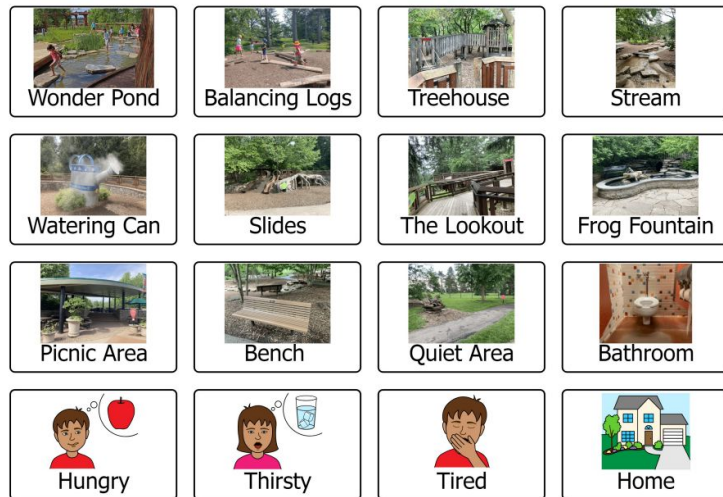 Wonder Pond
Balancing Logs
Treehouse
Stream
Watering Can
Slides
The Lookout
Frog Fountain
Picnic Area
Bench
Quiet Area
Bathroom
Hungry
Thirsty
Tired
Home